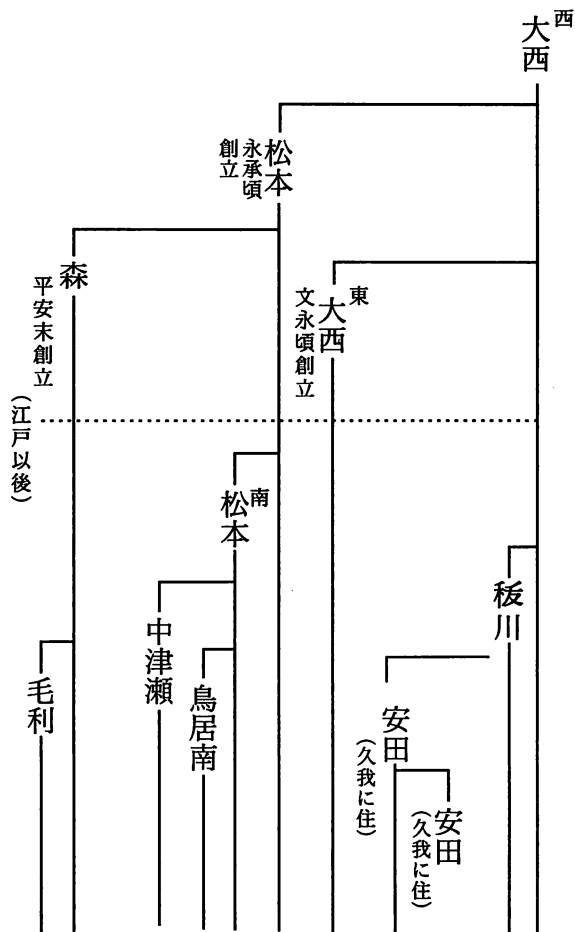 西
大西
松本
永承頃
創立
東
大西
文永頃創立
森
平安末創立
(江戸以後)
南
松本
秡川
中津瀬
鳥居南
毛利
安田
(久我に住)
安田
(久我に住)